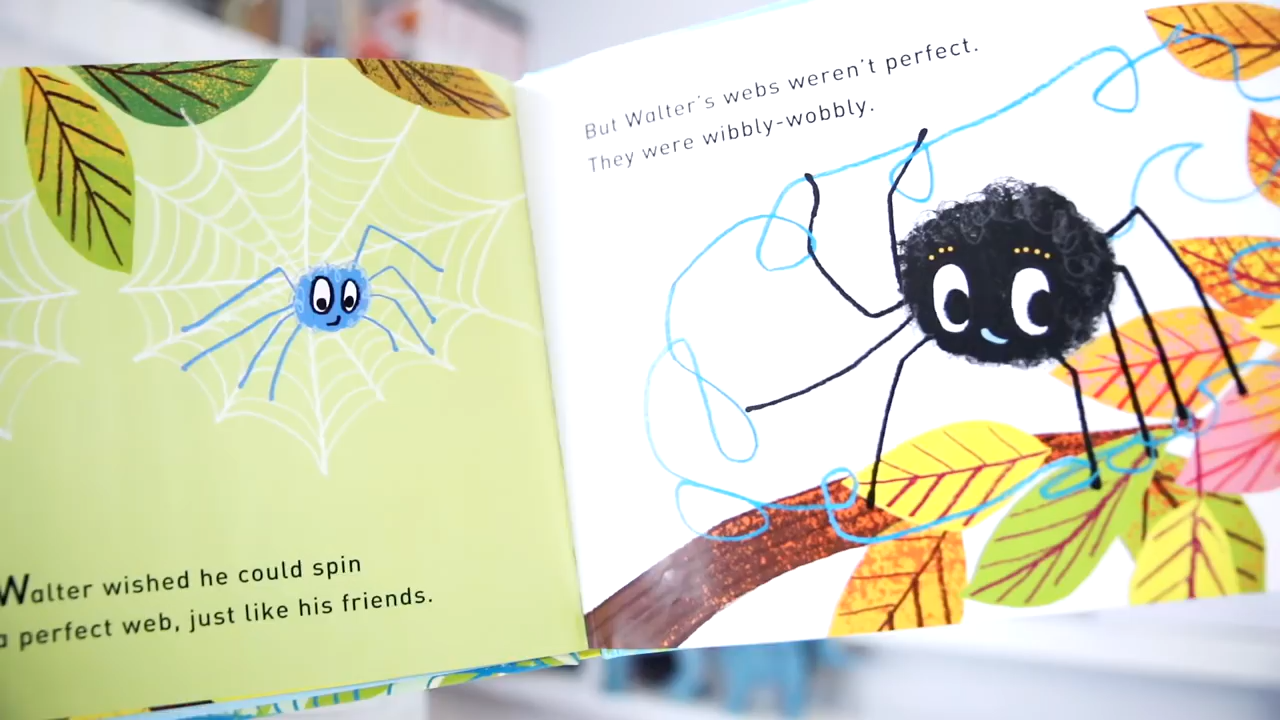 Walter wished he could spin
a perfect web, just like his friends.
But Walter's webs weren't perfect.
They were wibbly-wobbly.